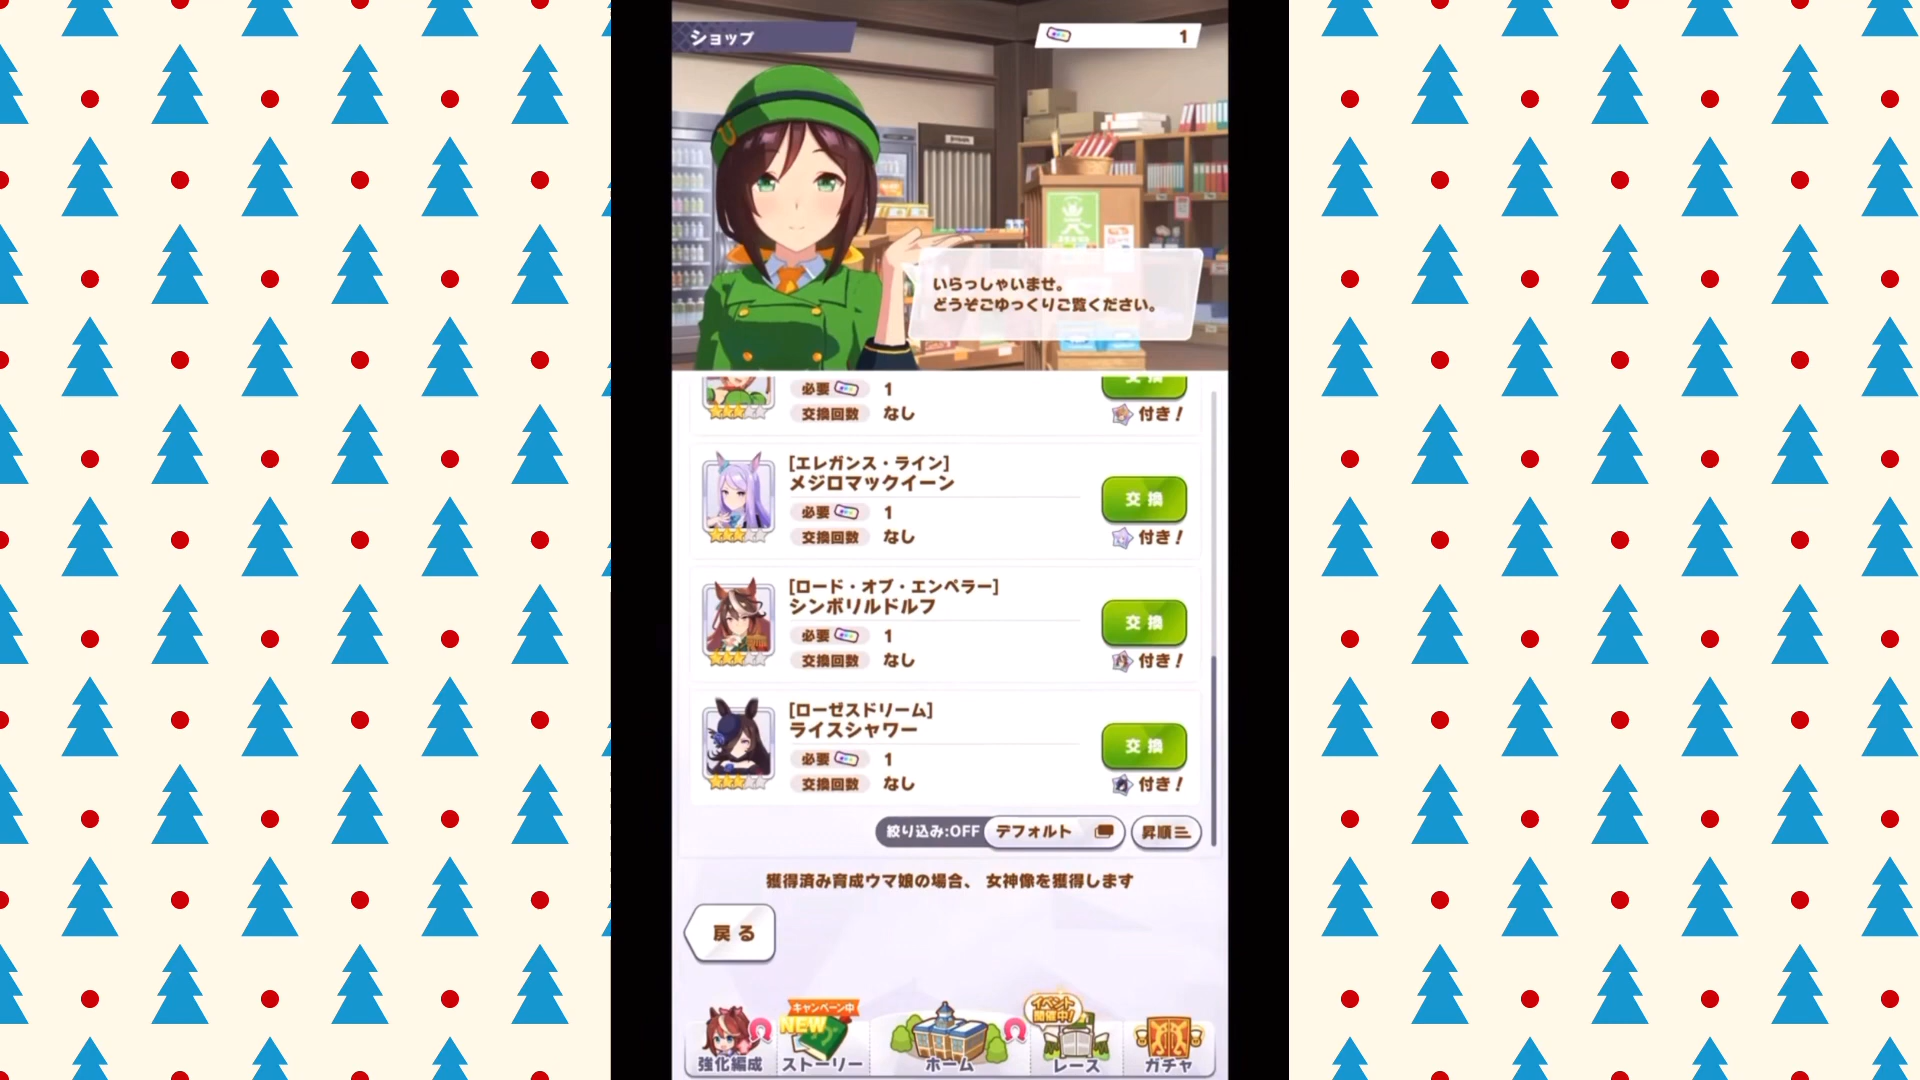 ショップ
1
いらっしゃいませ。
どうぞごゆっくりご覧ください。
必要 1
交換
交換回数 なし
付き！
[エレガンス・ライン]
メジロマックイーン
必要 1
交換
交換回数 なし
付き！
[ロード・オブ・エンペラー]
シンボリルドルフ
必要 1
交換
交換回数 なし
付き！
[ローゼスドリーム]
ライスシャワー
必要 1
交換
交換回数 なし
付き！
絞り込み:OFF デフォルト 昇順
獲得済み育成ウマ娘の場合、 女神像を獲得します
戻る
キャンペーン中
NEW
イベント
開催中！
強化編成 ストーリー ホーム レース ガチャ